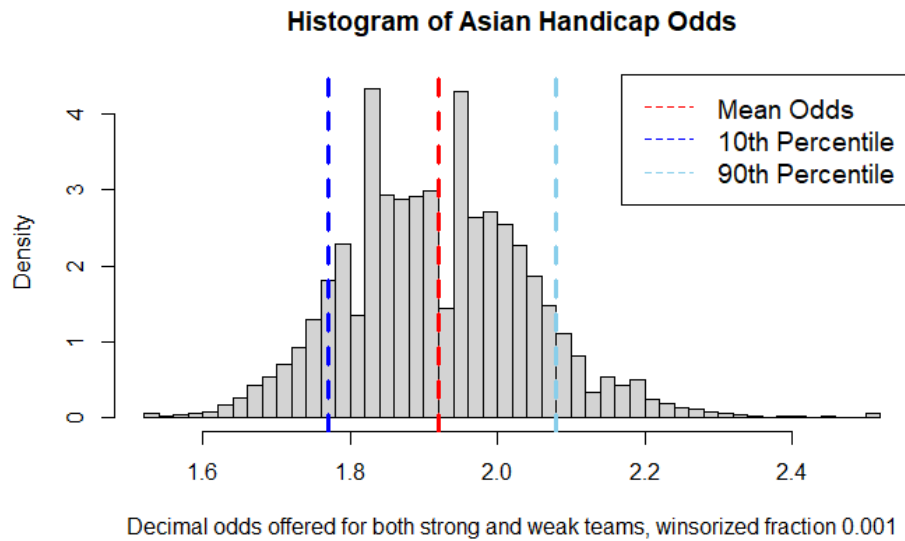 Histogram of Asian Handicap Odds
Mean Odds
10th Percentile
90th Percentile
Density
4
3
2
1
0
1.6 1.8 2.0 2.2 2.4
Decimal odds offered for both strong and weak teams, winsorized fraction 0.001